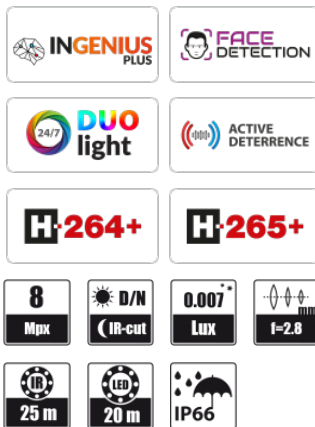 INGENIUS
PLUS
FACE
DETECTION
24/7
DUO
light
ACTIVE
DETERRENCE
H·264+
H·265+
8
Mpx
D/N
IR-cut
0.007**
Lux
mm
f=2.8
IR
25 m
LED
20 m
IP66